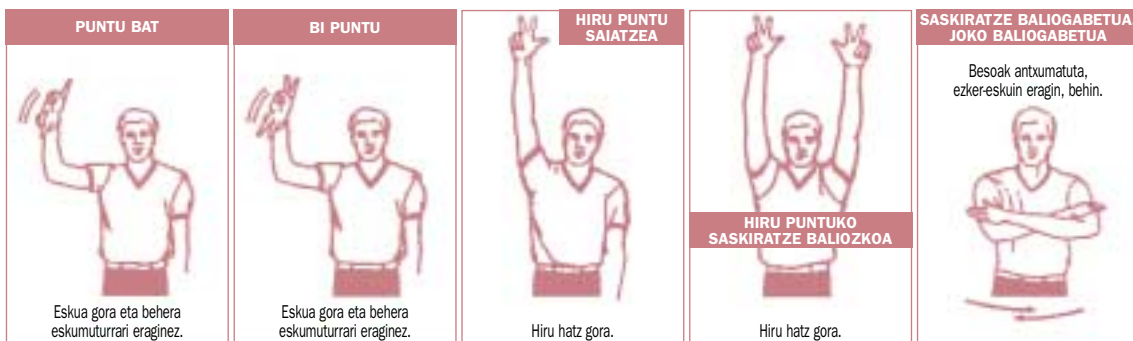 PUNTU BAT
Eskua gora eta behera
eskumuturrari eraginez.
BI PUNTU
Eskua gora eta behera
eskumuturrari eraginez.
HIRU PUNTU
SAIATZEA
Hiru hatz gora.
HIRU PUNTUKO
SASKIRATZE BALIOZKOA
Hiru hatz gora.
SASKIRATZE BALIOGABETUA
JOKO BALIOGABETUA
Besoak antxumatuta,
ezker-eskuin eragin, behin.